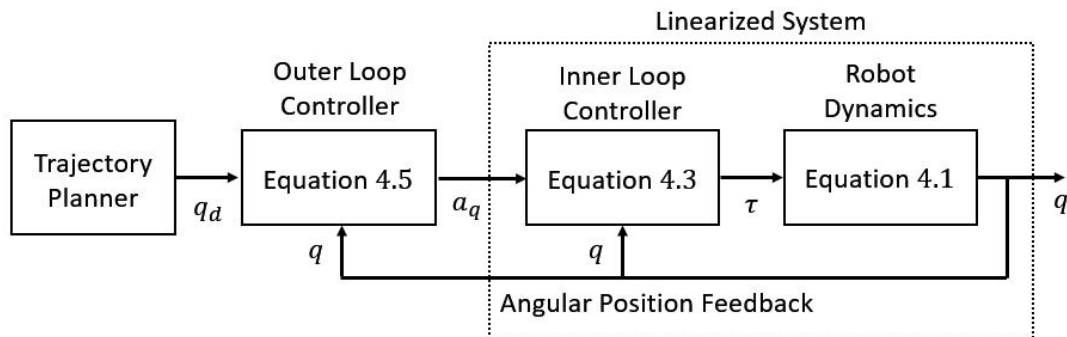 Linearized System
Outer Loop
Controller
Inner Loop
Controller
Robot
Dynamics
Trajectory
Planner
Equation 4.5
Equation 4.3
Equation 4.1
q_d
a_q
τ
q
q
q
Angular Position Feedback